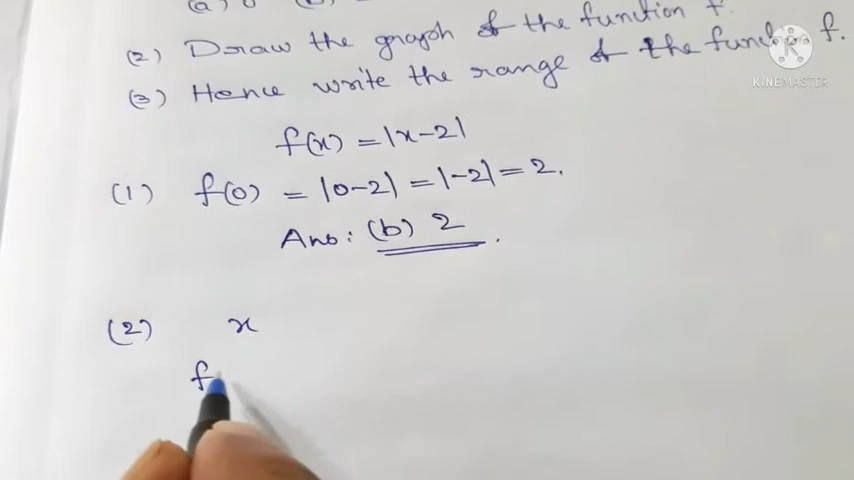 (a) 0 (b)
(2) Draw the graph of the function f.
(3) Hence write the range of the function f.
KINEMASTER
f(x) = |x-2|
(1) f(0) = |0-2| = |-2| = 2.
Ans: (b) 2.
(2) x
f